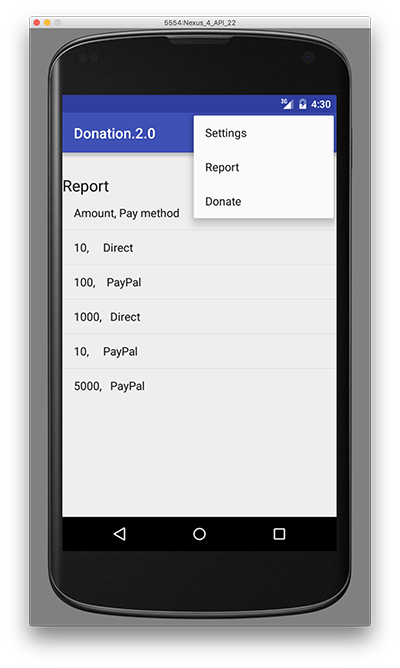 5554:Nexus_4_API_22
3G 4:30
Donation.2.0
Settings
Report
Donate
Report
Amount, Pay method
10, Direct
100, PayPal
1000, Direct
10, PayPal
5000, PayPal